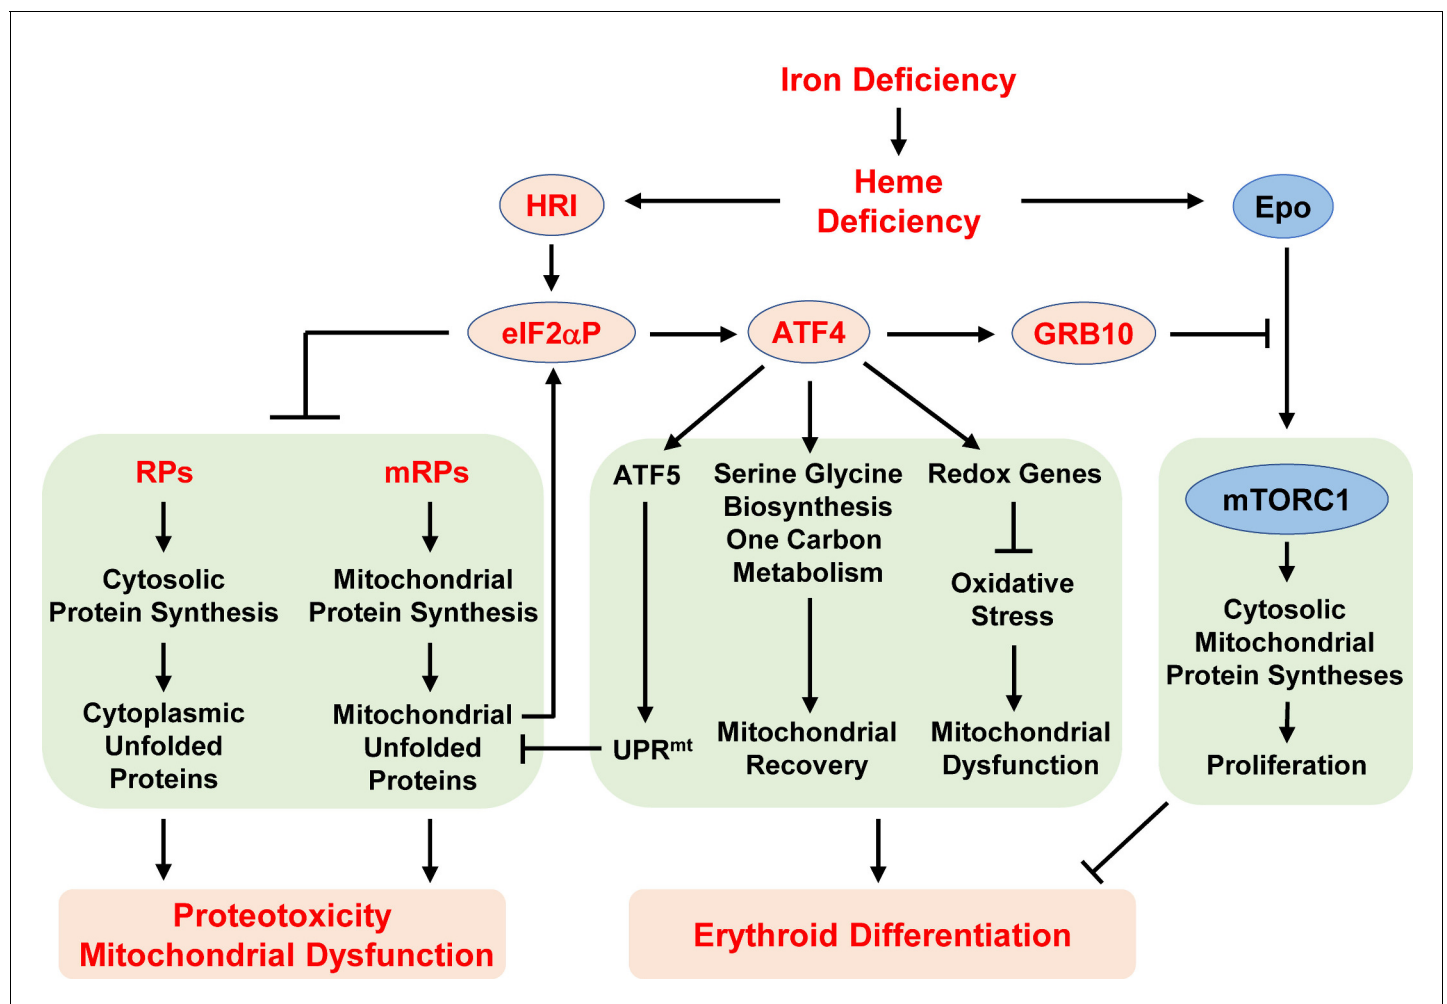 Iron Deficiency
Heme
Deficiency
HRI
Epo
eIF2αP
ATF4
GRB10
RPs
mRPs
Cytosolic
Protein Synthesis
Mitochondrial
Protein Synthesis
Cytoplasmic
Unfolded
Proteins
Mitochondrial
Unfolded
Proteins
ATF5
UPRmt
Serine Glycine
Biosynthesis
One Carbon
Metabolism
Mitochondrial
Recovery
Redox Genes
Oxidative
Stress
Mitochondrial
Dysfunction
mTORC1
Cytosolic
Mitochondrial
Protein Syntheses
Proliferation
Proteotoxicity
Mitochondrial Dysfunction
Erythroid Differentiation